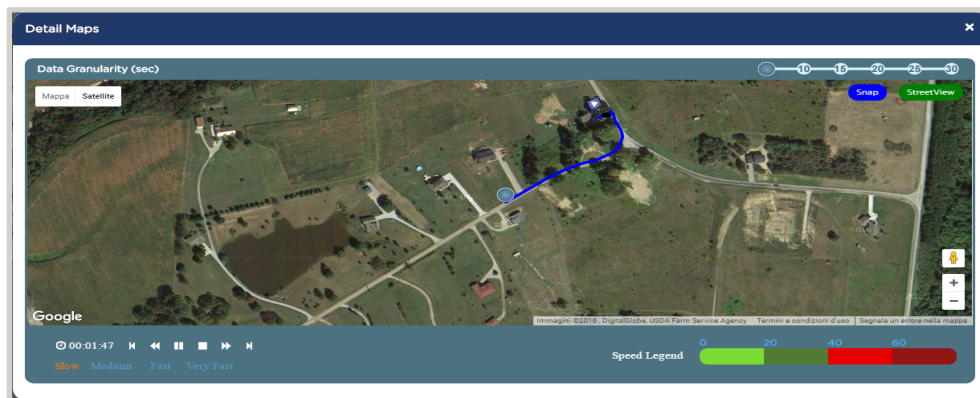 Detail Maps
Data Granularity (sec)
10 15 20 25 30
Mappa Satellite
Snap StreetView
Google
Immagini ©2016, DigitalGlobe, USDA Farm Service Agency Termini e condizioni d'uso Segnala un errore nella mappa
00:01:47
Slow Medium Fast Very Fast
Speed Legend
0 20 40 60